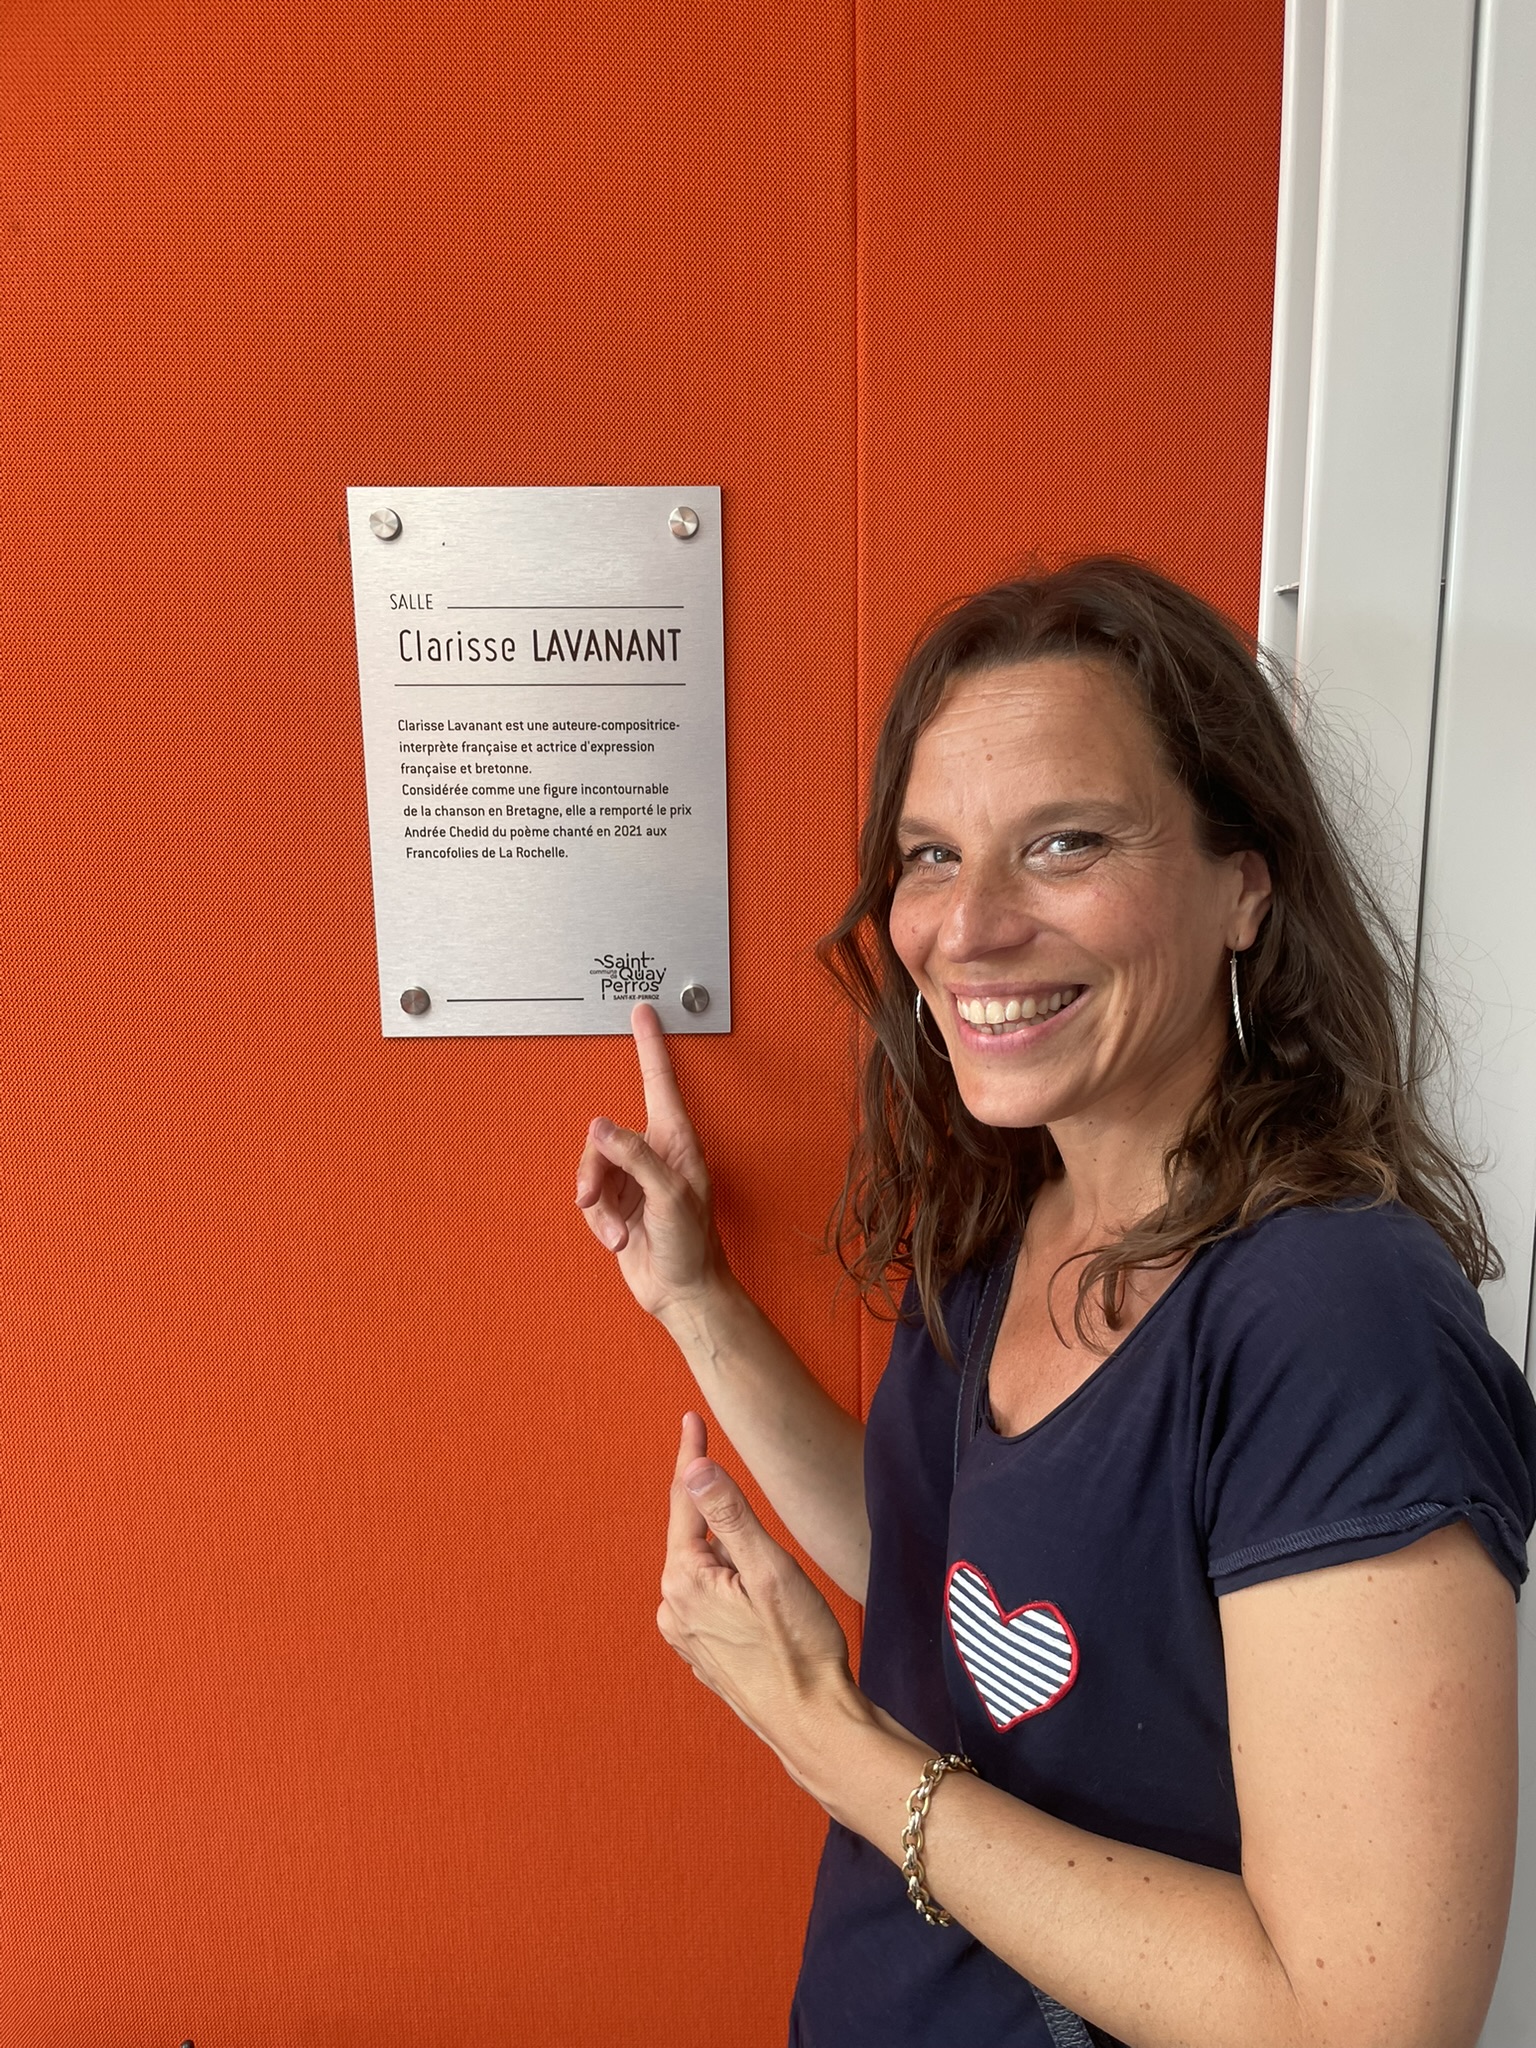 SALLE
Clarisse LAVANANT
Clarisse Lavanant est une auteure-compositrice-
interprète française et actrice d'expression
française et bretonne.
Considérée comme une figure incontournable
de la chanson en Bretagne, elle a remporté le prix
Andrée Chedid du poème chanté en 2021 aux
Francofolies de La Rochelle.
Saint-
commune de Quay
Perros
SANT-KE-PERROZ